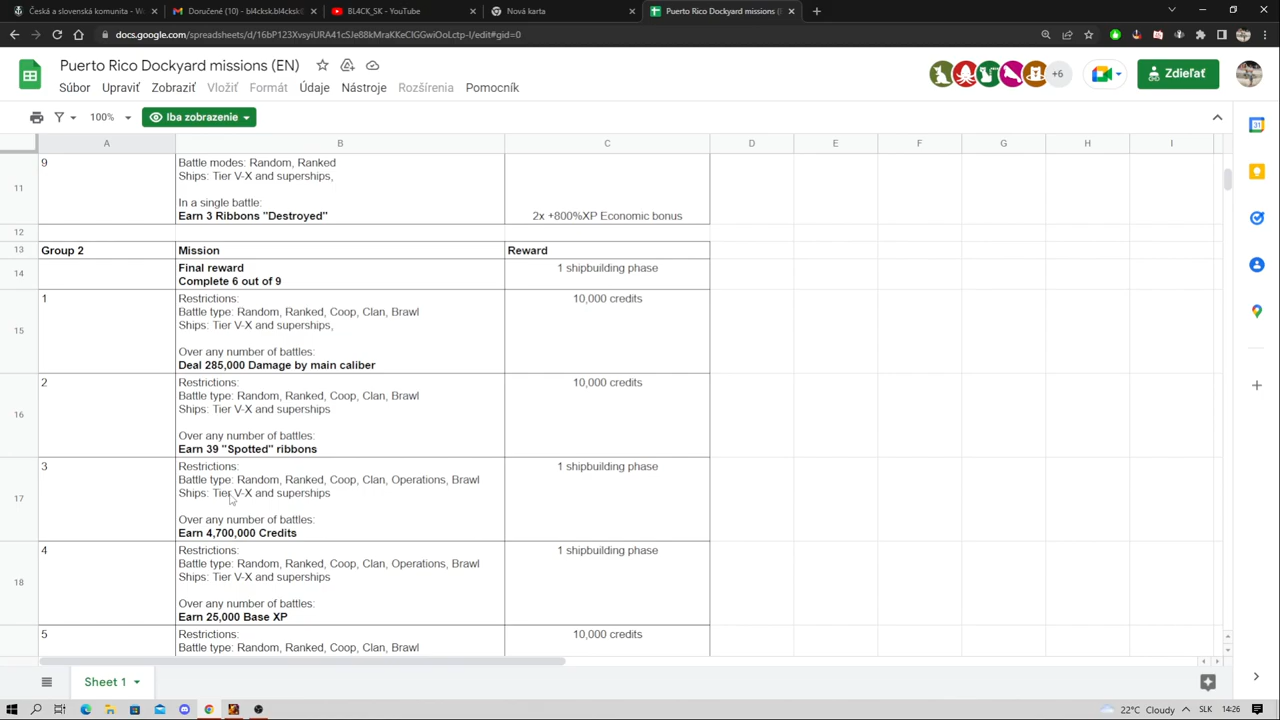 Česká a slovenská komunita - Wo
Doručené (10) - bl4cksk.bl4cksk@
BL4CK_SK - YouTube
Nová karta
Puerto Rico Dockyard missions (
docs.google.com/spreadsheets/d/16bP123XvsyiURA41cSJe88kMraKKeCIGGwiOoLctp-I/edit#gid=0
Puerto Rico Dockyard missions (EN)
+6
Zdieľať
Súbor Upraviť Zobraziť Vložiť Formát Údaje Nástroje Rozšírenia Pomocník
100%
Iba zobrazenie
A B C D E F G H I
11
9
Battle modes: Random, Ranked
Ships: Tier V-X and superships,
In a single battle:
Earn 3 Ribbons "Destroyed"
2x +800%XP Economic bonus
12
13
Group 2
Mission
Reward
14
Final reward
Complete 6 out of 9
1 shipbuilding phase
15
1
Restrictions:
Battle type: Random, Ranked, Coop, Clan, Brawl
Ships: Tier V-X and superships,
Over any number of battles:
Deal 285,000 Damage by main caliber
10,000 credits
16
2
Restrictions:
Battle type: Random, Ranked, Coop, Clan, Brawl
Ships: Tier V-X and superships
Over any number of battles:
Earn 39 "Spotted" ribbons
10,000 credits
17
3
Restrictions:
Battle type: Random, Ranked, Coop, Clan, Operations, Brawl
Ships: Tier V-X and superships
Over any number of battles:
Earn 4,700,000 Credits
1 shipbuilding phase
18
4
Restrictions:
Battle type: Random, Ranked, Coop, Clan, Operations, Brawl
Ships: Tier V-X and superships
Over any number of battles:
Earn 25,000 Base XP
1 shipbuilding phase
5
Restrictions:
Battle type: Random, Ranked, Coop, Clan, Brawl
10,000 credits
Sheet 1
22°C Cloudy
SLK
14:26